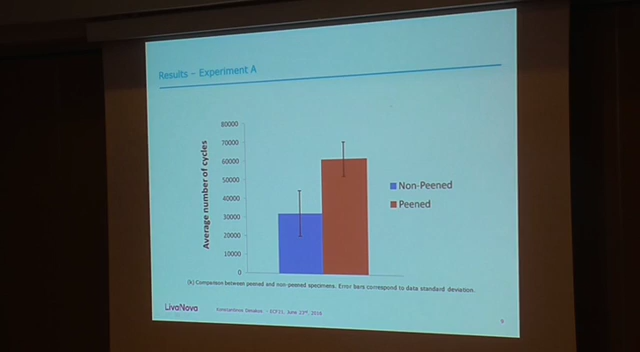 Results – Experiment A
80000
70000
60000
50000
40000
30000
20000
10000
0
Average number of cycles
Non-Peened
Peened
(k) Comparison between peened and non-peened specimens. Error bars correspond to data standard deviation.
LivaNova
- ECF21, June 23rd, 2016